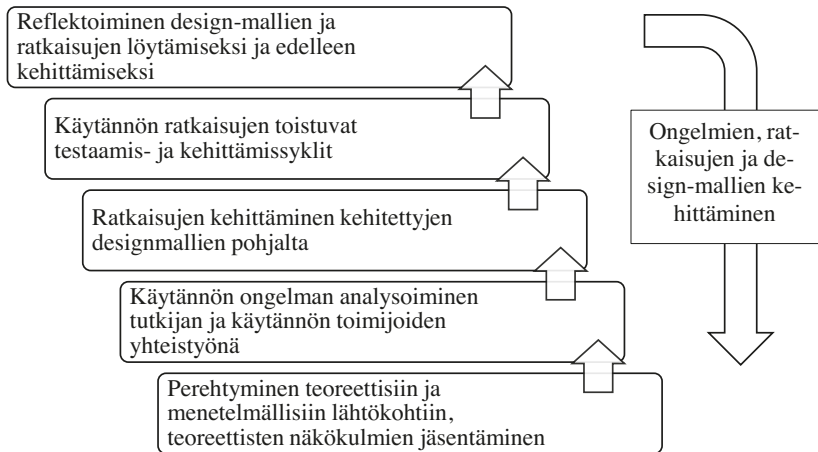 Reflektoiminen design-mallien ja
ratkaisujen löytämiseksi ja edelleen
kehittämiseksi
Käytännön ratkaisujen toistuvat
testaamis- ja kehittämissyklit
Ratkaisujen kehittäminen kehitettyjen
designmallien pohjalta
Käytännön ongelman analysoiminen
tutkijan ja käytännön toimijoiden
yhteistyönä
Perehtyminen teoreettisiin ja
menetelmällisiin lähtökohtiin,
teoreettisten näkökulmien jäsentäminen
Ongelmien, rat-
kaisujen ja de-
sign-mallien ke-
hittäminen